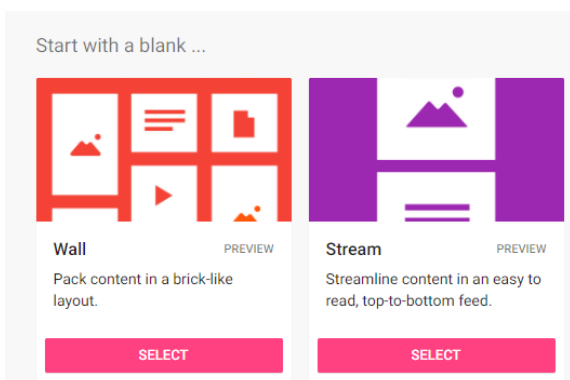 Start with a blank ...
Wall PREVIEW
Pack content in a brick-like
layout.
SELECT
Stream PREVIEW
Streamline content in an easy to
read, top-to-bottom feed.
SELECT